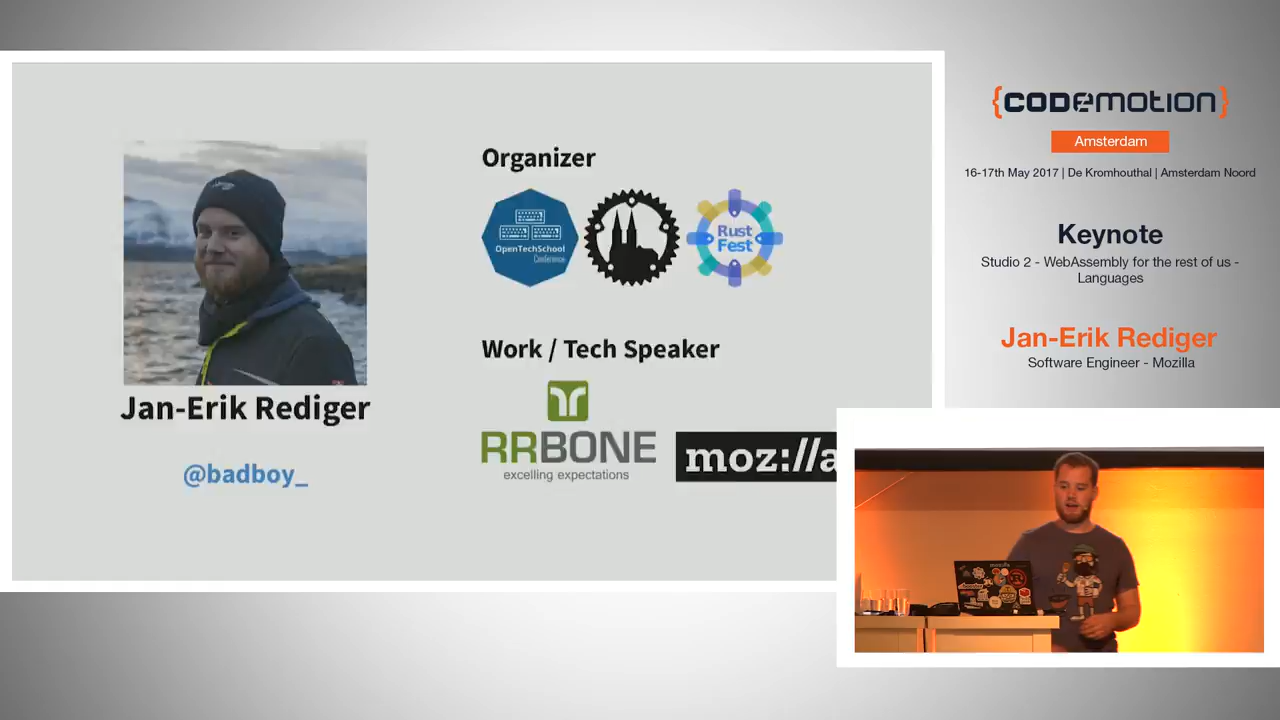 Organizer
OpenTechSchool
Conference
Rust
Fest
Work / Tech Speaker
RRBONE
excelling expectations
moz://a
Jan-Erik Rediger
@badboy_
{codemotion}
Amsterdam
16-17th May 2017 | De Kromhouthal | Amsterdam Noord
Keynote
Studio 2 - WebAssembly for the rest of us -
Languages
Jan-Erik Rediger
Software Engineer - Mozilla